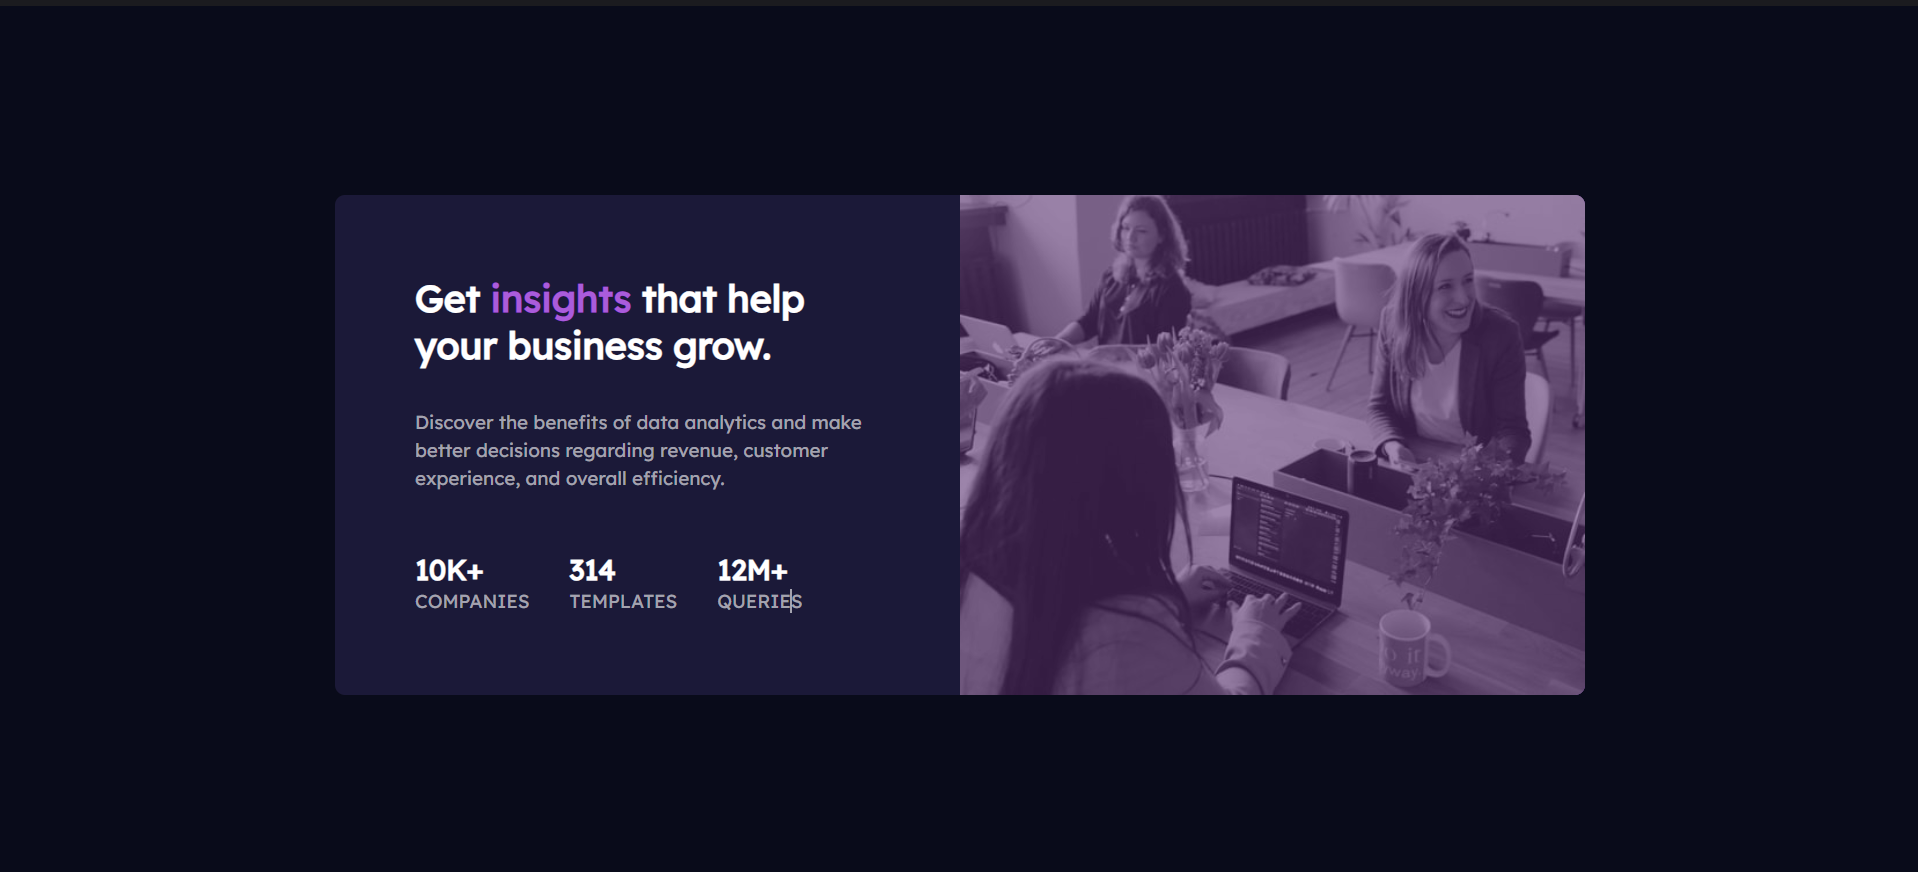 Get insights that help
your business grow.
Discover the benefits of data analytics and make
better decisions regarding revenue, customer
experience, and overall efficiency.
10K+ 314 12M+
COMPANIES TEMPLATES QUERIES